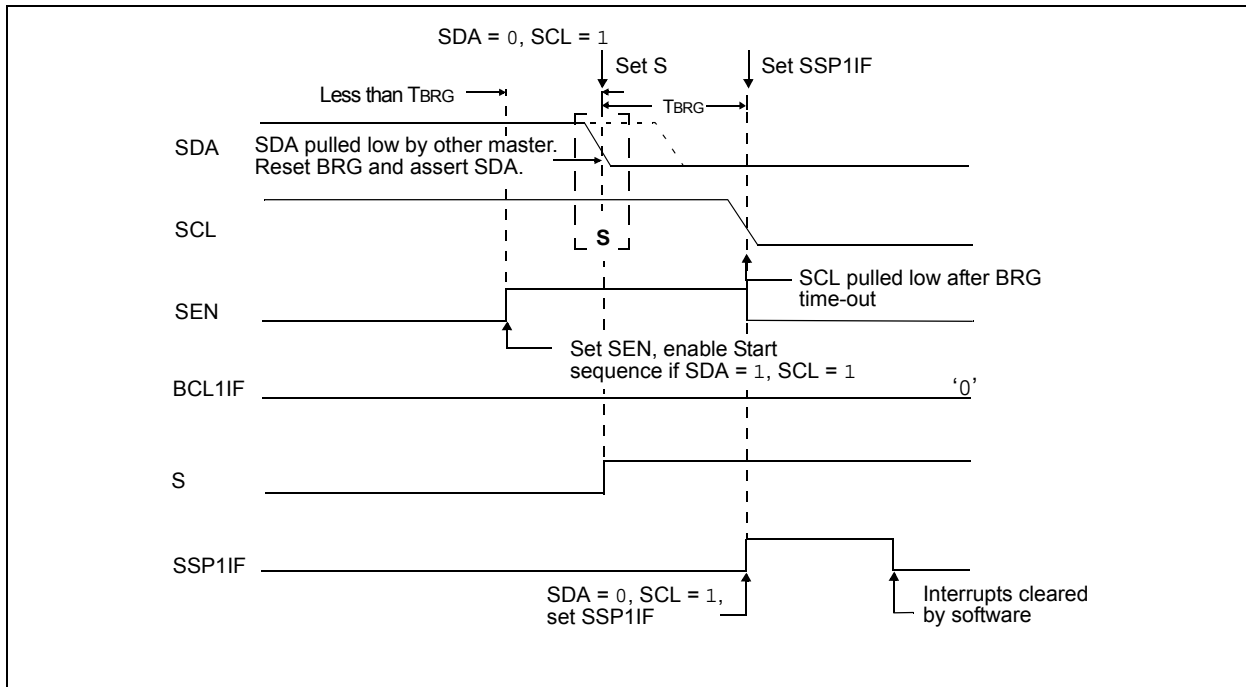 SDA = 0, SCL = 1
Set S
Set SSP1IF
Less than TBRG
TBRG
SDA
SDA pulled low by other master.
Reset BRG and assert SDA.
SCL
S
SCL pulled low after BRG
time-out
SEN
Set SEN, enable Start
sequence if SDA = 1, SCL = 1
BCL1IF
‘0’
S
SSP1IF
SDA = 0, SCL = 1,
set SSP1IF
Interrupts cleared
by software